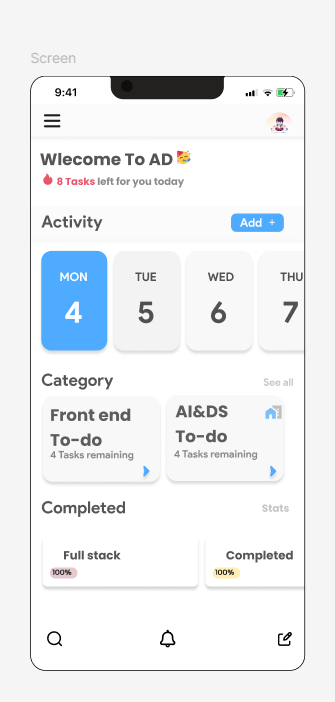 Screen
9:41
Wlecome To AD
8 Tasks left for you today
Activity
Add +
MON
TUE
WED
THU
4
5
6
7
Category
See all
Front end
To-do
4 Tasks remaining
AI&DS
To-do
4 Tasks remaining
Completed
Stats
Full stack
100%
Completed
100%